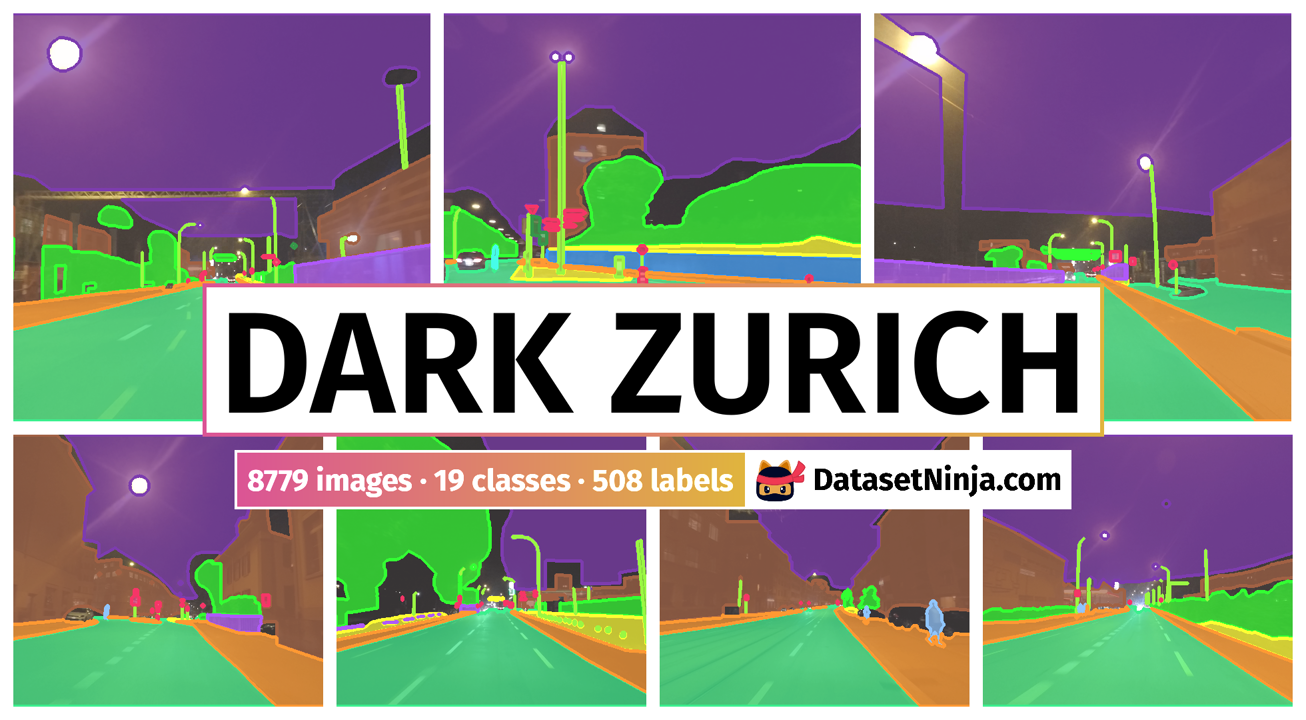 DARK ZURICH
8779 images · 19 classes · 508 labels
DatasetNinja.com